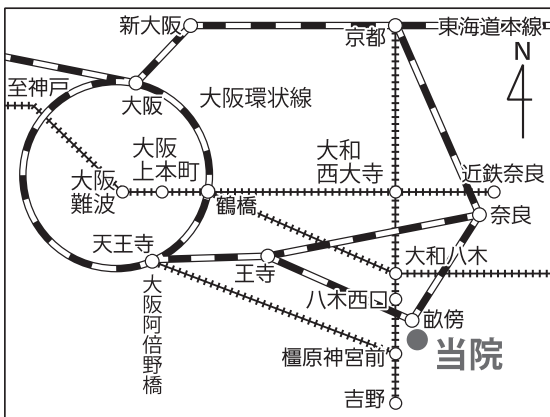 新大阪
京都
東海道本線
N
至神戸
大阪
大阪環状線
大阪
上本町
大和
西大寺
近鉄奈良
大阪
難波
鶴橋
奈良
天王寺
王寺
大和八木
大阪阿倍野橋
八木西口
畝傍
当院
橿原神宮前
吉野